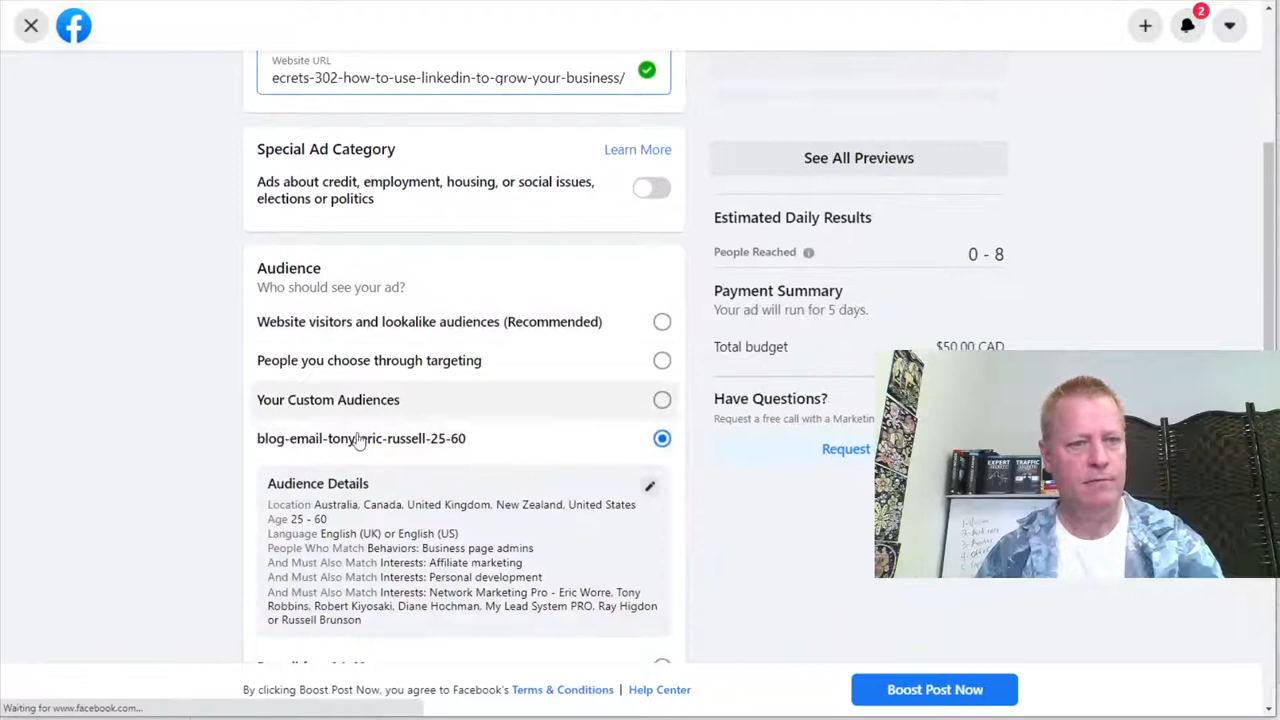 2
Website URL
ecrets-302-how-to-use-linkedin-to-grow-your-business/
Special Ad Category
Learn More
Ads about credit, employment, housing, or social issues,
elections or politics
See All Previews
Estimated Daily Results
People Reached
0 - 8
Payment Summary
Your ad will run for 5 days.
Total budget
$50.00 CAD
Audience
Who should see your ad?
Website visitors and lookalike audiences (Recommended)
People you choose through targeting
Your Custom Audiences
Have Questions?
Request a free call with a Marketin
Request
blog-email-tony-eric-russell-25-60
Audience Details
Location Australia, Canada, United Kingdom, New Zealand, United States
Age 25 - 60
Language English (UK) or English (US)
People Who Match Behaviors: Business page admins
And Must Also Match Interests: Affiliate marketing
And Must Also Match Interests: Personal development
And Must Also Match Interests: Network Marketing Pro - Eric Worre, Tony
Robbins, Robert Kiyosaki, Diane Hochman, My Lead System PRO, Ray Higdon
or Russell Brunson
EXPERT
SECRETS
TRAFFIC
SECRETS
By clicking Boost Post Now, you agree to Facebook's Terms & Conditions | Help Center
Boost Post Now
Waiting for www.facebook.com...